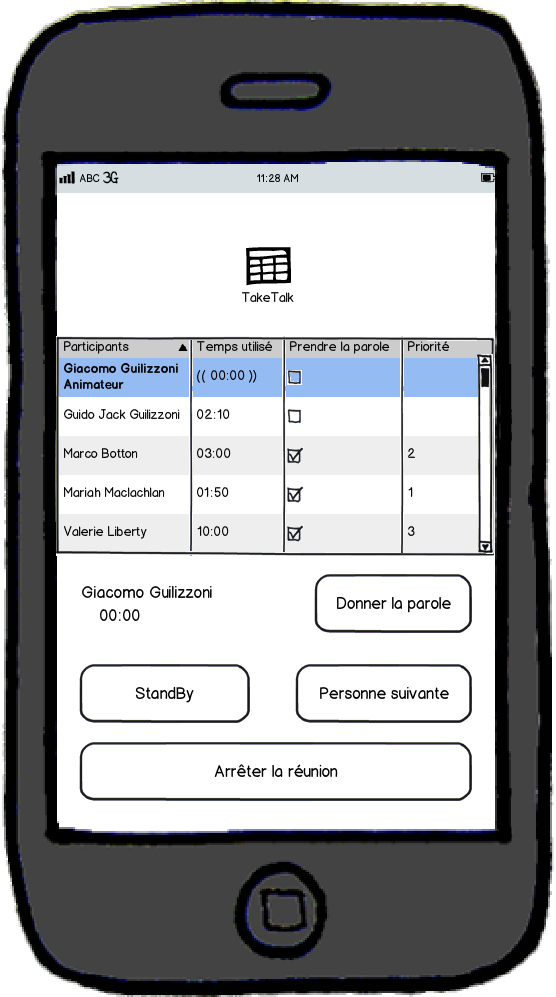 ABC 3G 11:28 AM
TakeTalk
Participants Temps utilisé Prendre la parole Priorité
Giacomo Guilizzoni
Animateur (( 00:00 ))
Guido Jack Guilizzoni 02:10
Marco Botton 03:00 2
Mariah Maclachlan 01:50 1
Valerie Liberty 10:00 3
Giacomo Guilizzoni
00:00
Donner la parole
StandBy Personne suivante
Arrêter la réunion